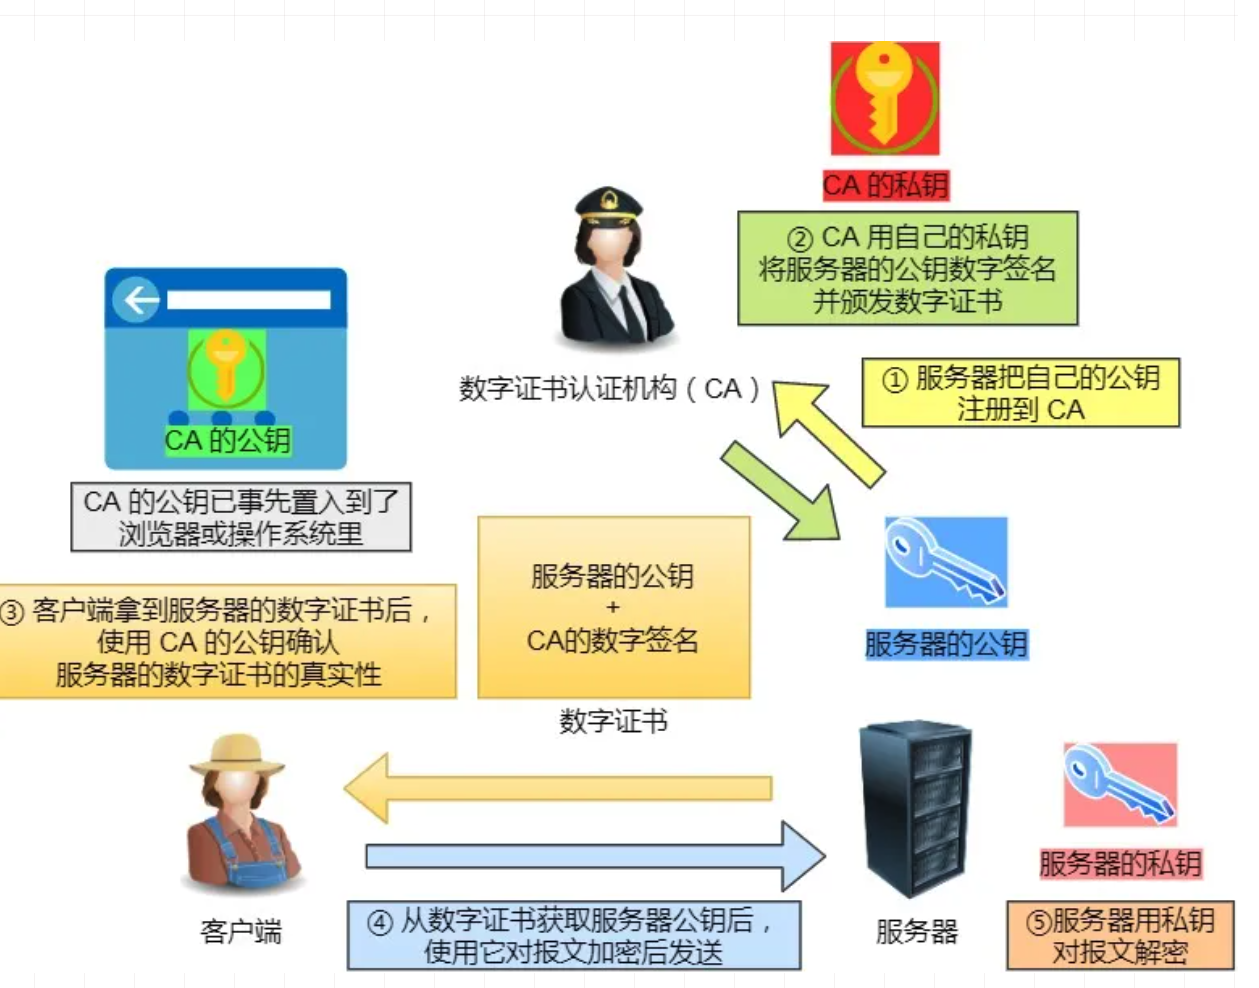 CA 的私钥
② CA 用自己的私钥
将服务器的公钥数字签名
并颁发数字证书
数字证书认证机构（CA）
① 服务器把自己的公钥
注册到 CA
CA 的公钥
CA 的公钥已事先置入到了
浏览器或操作系统里
③ 客户端拿到服务器的数字证书后，
使用 CA 的公钥确认
服务器的数字证书的真实性
服务器的公钥
+
CA的数字签名
数字证书
服务器的公钥
服务器的私钥
客户端
④ 从数字证书获取服务器公钥后，
使用它对报文加密后发送
服务器
⑤服务器用私钥
对报文解密